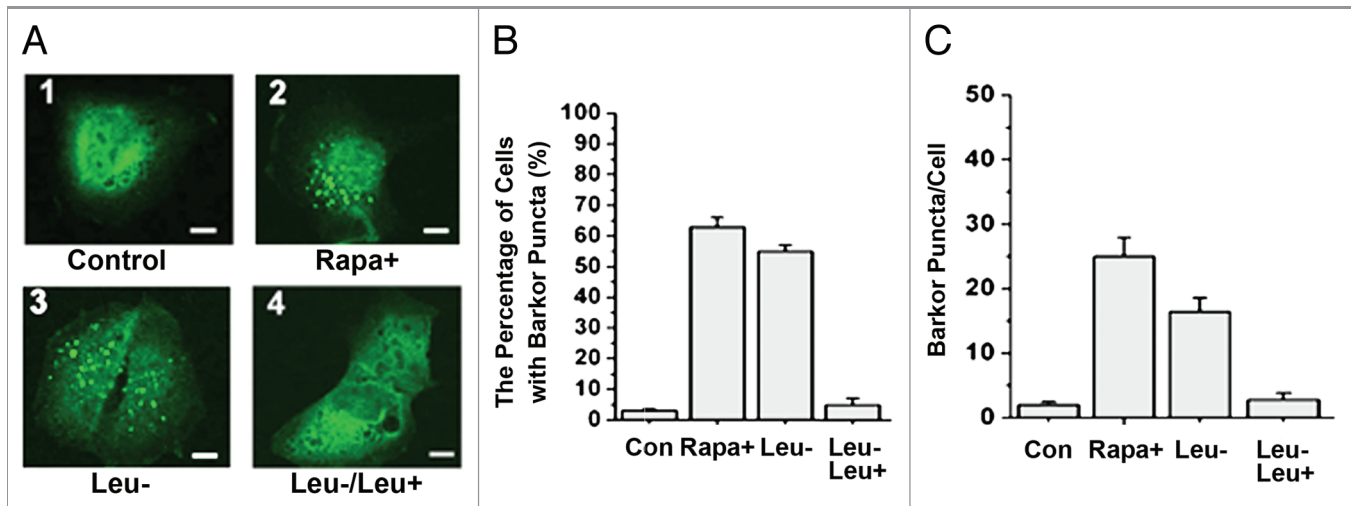 A
1
2
Control
Rapa+
3
4
Leu-
Leu-/Leu+
B
The Percentage of Cells
with Barkor Puncta (%)
100
90
80
70
60
50
40
30
20
10
0
Con Rapa+ Leu- Leu-
Leu+
C
Barkor Puncta/Cell
50
40
30
20
10
0
Con Rapa+ Leu- Leu-
Leu+